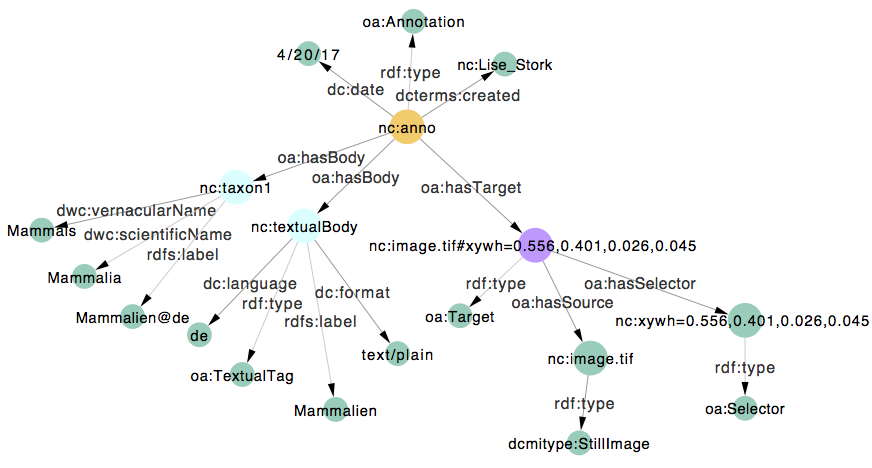 oa:Annotation
4/20/17
nc:Lise_Stork
rdf:type
dc:date
dcterms:created
nc:anno
oa:hasBody
oa:hasBody
oa:hasTarget
nc:taxon1
dwc:vernacularName
Mammals
nc:textualBody
dwc:scientificName
nc:image.tif#xywh=0.556,0.401,0.026,0.045
rdfs:label
Mammalia
dc:language
dc:format
rdf:type
oa:hasSource
oa:hasSelector
rdf:type
rdfs:label
Mammalien@de
oa:Target
nc:xywh=0.556,0.401,0.026,0.045
de
text/plain
nc:image.tif
rdf:type
oa:TextualTag
rdf:type
Mammalien
oa:Selector
dcmitype:StillImage